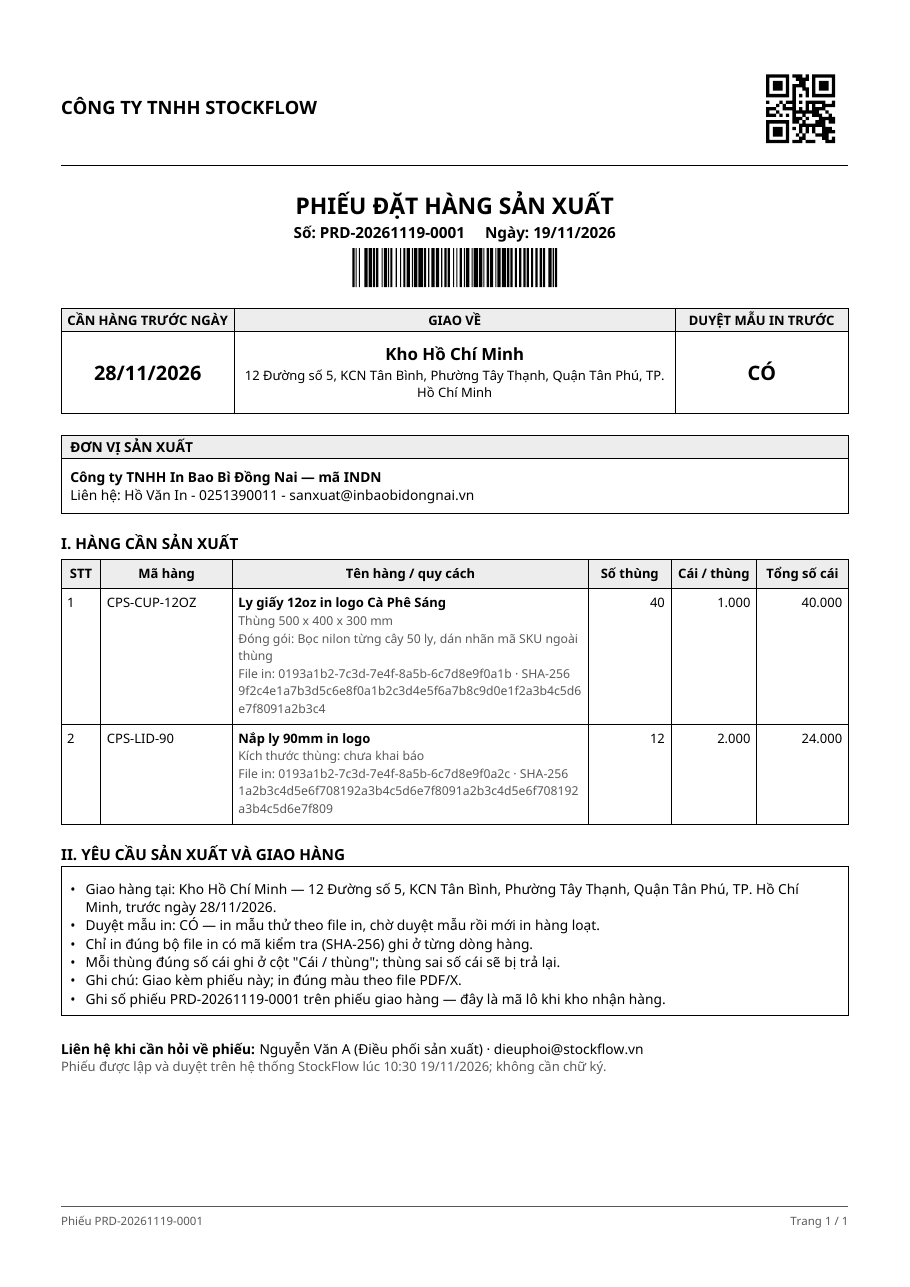 CÔNG TY TNHH STOCKFLOW
PHIẾU ĐẶT HÀNG SẢN XUẤT
Số: PRD-20261119-0001 Ngày: 19/11/2026
CẦN HÀNG TRƯỚC NGÀY GIAO VỀ DUYỆT MẪU IN TRƯỚC
28/11/2026
Kho Hồ Chí Minh
12 Đường số 5, KCN Tân Bình, Phường Tây Thạnh, Quận Tân Phú, TP.
Hồ Chí Minh
CÓ
ĐƠN VỊ SẢN XUẤT
Công ty TNHH In Bao Bì Đồng Nai — mã INDN
Liên hệ: Hồ Văn In - 0251390011 - sanxuat@inbaobidongnai.vn
I. HÀNG CẦN SẢN XUẤT
STT Mã hàng Tên hàng / quy cách Số thùng Cái / thùng Tổng số cái
1 CPS-CUP-12OZ Ly giấy 12oz in logo Cà Phê Sáng 40 1.000 40.000
Thùng 500 x 400 x 300 mm
Đóng gói: Bọc nilon từng cây 50 ly, dán nhãn mã SKU ngoài
thùng
File in: 0193a1b2-7c3d-7e4f-8a5b-6c7d8e9f0a1b · SHA-256
9f2c4e1a7b3d5c6e8f0a1b2c3d4e5f6a7b8c9d0e1f2a3b4c5d6
e7f8091a2b3c4
2 CPS-LID-90 Nắp ly 90mm in logo 12 2.000 24.000
Kích thước thùng: chưa khai báo
File in: 0193a1b2-7c3d-7e4f-8a5b-6c7d8e9f0a2c · SHA-256
1a2b3c4d5e6f708192a3b4c5d6e7f8091a2b3c4d5e6f708192
a3b4c5d6e7f809
II. YÊU CẦU SẢN XUẤT VÀ GIAO HÀNG
• Giao hàng tại: Kho Hồ Chí Minh — 12 Đường số 5, KCN Tân Bình, Phường Tây Thạnh, Quận Tân Phú, TP. Hồ Chí
Minh, trước ngày 28/11/2026.
• Duyệt mẫu in: CÓ — in mẫu thử theo file in, chờ duyệt mẫu rồi mới in hàng loạt.
• Chỉ in đúng bộ file in có mã kiểm tra (SHA-256) ghi ở từng dòng hàng.
• Mỗi thùng đúng số cái ghi ở cột "Cái / thùng"; thùng sai số cái sẽ bị trả lại.
• Ghi chú: Giao kèm phiếu này; in đúng màu theo file PDF/X.
• Ghi số phiếu PRD-20261119-0001 trên phiếu giao hàng — đây là mã lô khi kho nhận hàng.
Liên hệ khi cần hỏi về phiếu: Nguyễn Văn A (Điều phối sản xuất) · dieuphoi@stockflow.vn
Phiếu được lập và duyệt trên hệ thống StockFlow lúc 10:30 19/11/2026; không cần chữ ký.
Phiếu PRD-20261119-0001 Trang 1 / 1